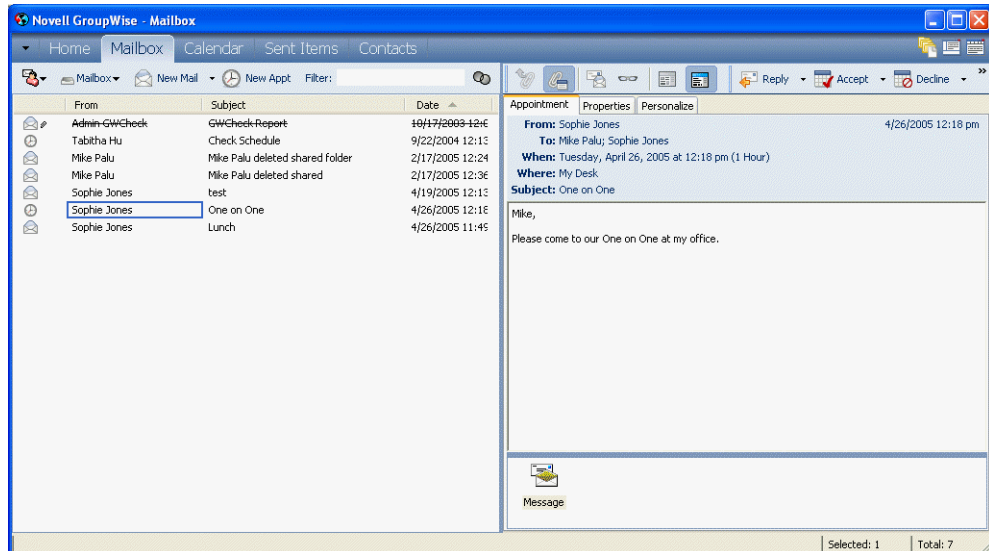 Novell GroupWise - Mailbox
Home Mailbox Calendar Sent Items Contacts
Mailbox New Mail New Appt Filter:
Reply Accept Decline »
From Subject Date
Admin GWCheck GWCheck Report 10/17/2003 12:
Tabitha Hu Check Schedule 9/22/2004 12:13
Mike Palu Mike Palu deleted shared folder 2/17/2005 12:24
Mike Palu Mike Palu deleted shared 2/17/2005 12:36
Sophie Jones test 4/19/2005 12:13
Sophie Jones One on One 4/26/2005 12:18
Sophie Jones Lunch 4/26/2005 11:49
Appointment Properties Personalize
From: Sophie Jones 4/26/2005 12:18 pm
To: Mike Palu; Sophie Jones
When: Tuesday, April 26, 2005 at 12:18 pm (1 Hour)
Where: My Desk
Subject: One on One
Mike,
Please come to our One on One at my office.
Message
Selected: 1 Total: 7